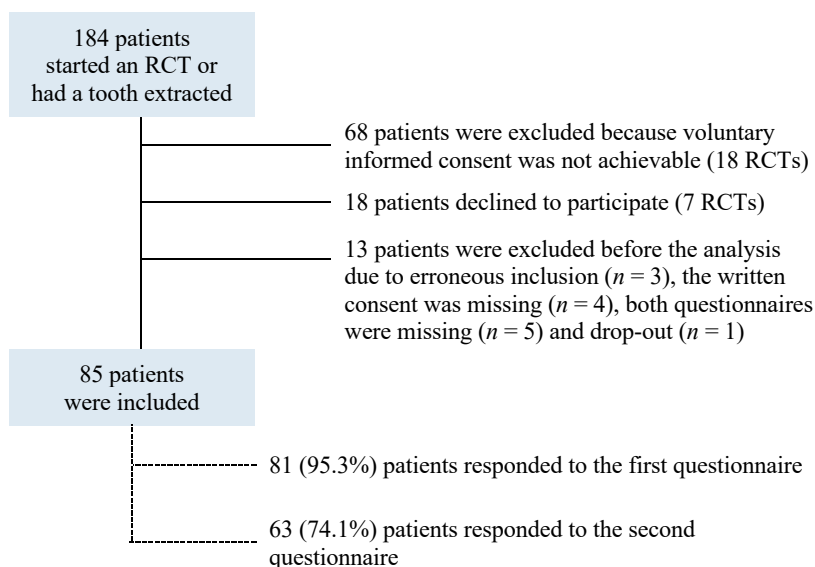 184 patients
started an RCT or
had a tooth extracted
68 patients were excluded because voluntary
informed consent was not achievable (18 RCTs)
18 patients declined to participate (7 RCTs)
13 patients were excluded before the analysis
due to erroneous inclusion (n = 3), the written
consent was missing (n = 4), both questionnaires
were missing (n = 5) and drop-out (n = 1)
85 patients
were included
81 (95.3%) patients responded to the first questionnaire
63 (74.1%) patients responded to the second
questionnaire